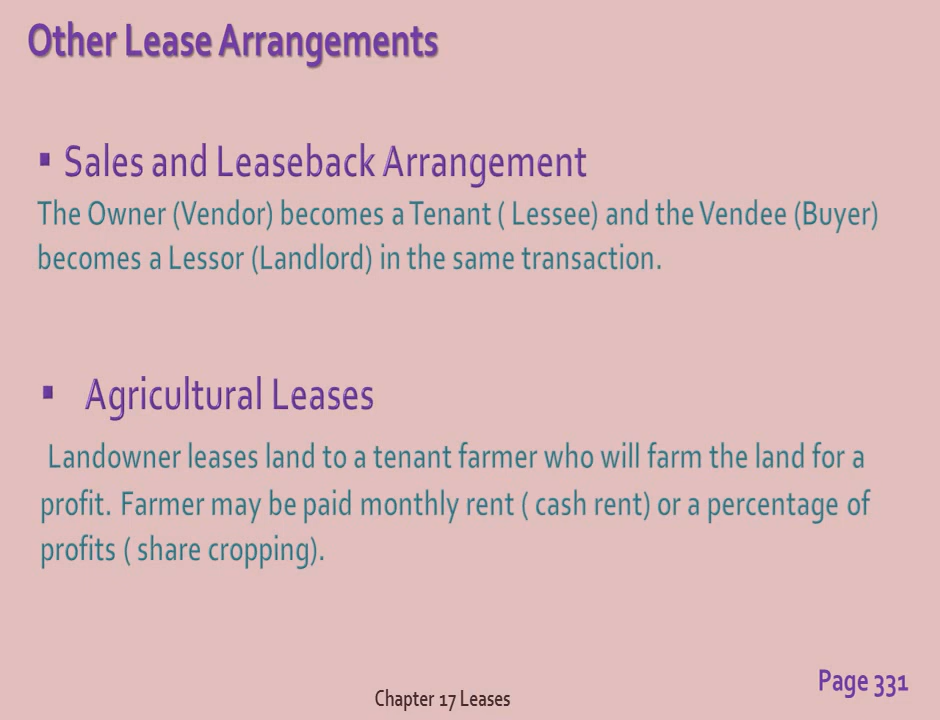 Other Lease Arrangements
▪ Sales and Leaseback Arrangement
The Owner (Vendor) becomes a Tenant ( Lessee) and the Vendee (Buyer)
becomes a Lessor (Landlord) in the same transaction.
▪ Agricultural Leases
Landowner leases land to a tenant farmer who will farm the land for a
profit. Farmer may be paid monthly rent ( cash rent) or a percentage of
profits ( share cropping).
Page 331
Chapter 17 Leases